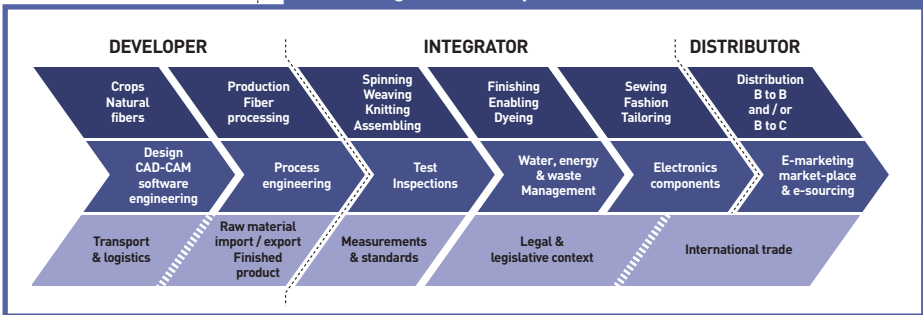 DEVELOPER
INTEGRATOR
DISTRIBUTOR
Crops
Natural
fibers
Production
Fiber
processing
Spinning
Weaving
Knitting
Assembling
Finishing
Enabling
Dyeing
Sewing
Fashion
Tailoring
Distribution
B to B
and / or
B to C
Design
CAD-CAM
software
engineering
Process
engineering
Test
Inspections
Water, energy
& waste
Management
Electronics
components
E-marketing
market-place
& e-sourcing
Transport
& logistics
Raw material
import / export
Finished
product
Measurements
& standards
Legal &
legislative context
International trade